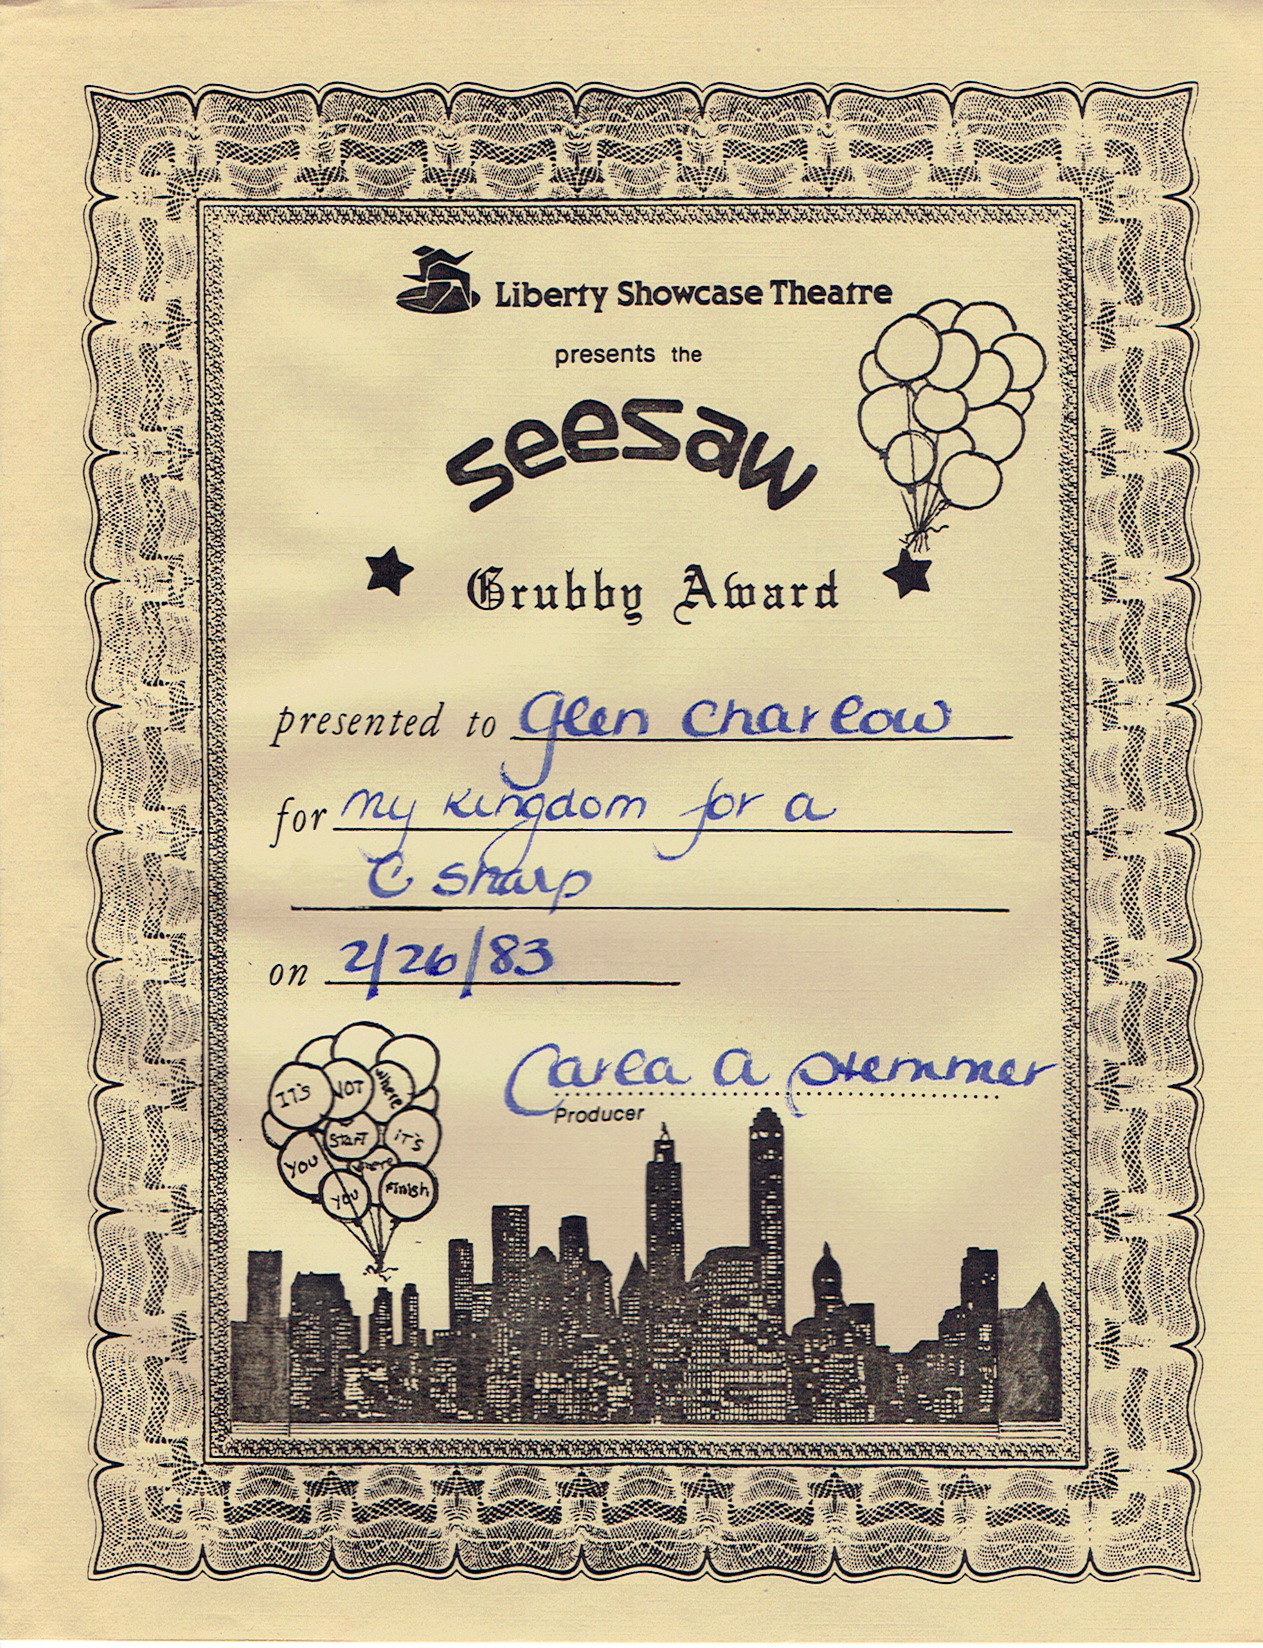 Liberty Showcase Theatre
presents the
seesaw
Grubby Award
presented to Glen Charlow
for My Kingdom for a
C Sharp
on 2/26/83
Carla A Stemmer
Producer
IT'S NOT where
YOU START IT'S
where
YOU Finish